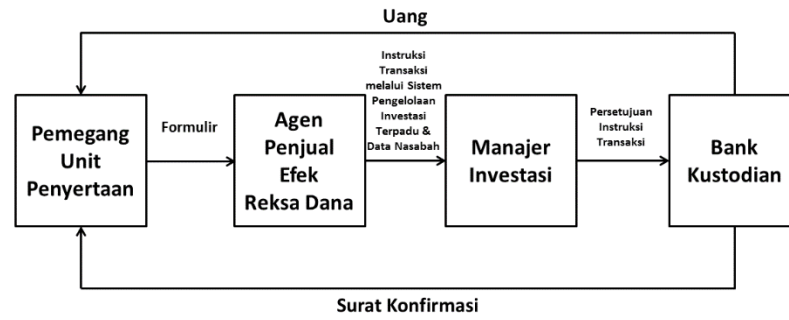 Uang
Pemegang
Unit
Penyertaan
Formulir
Agen
Penjual
Efek
Reksa Dana
Instruksi
Transaksi
melalui Sistem
Pengelolaan
Investasi
Terpadu &
Data Nasabah
Manajer
Investasi
Persetujuan
Instruksi
Transaksi
Bank
Kustodian
Surat Konfirmasi